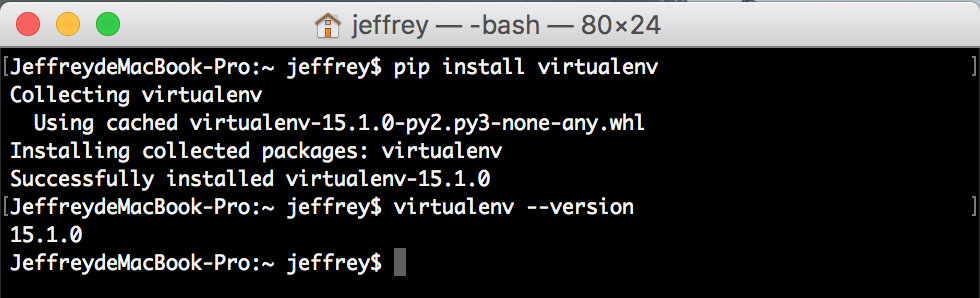 jeffrey — -bash — 80×24
[JeffreydeMacBook-Pro:~ jeffrey$ pip install virtualenv ]
Collecting virtualenv
  Using cached virtualenv-15.1.0-py2.py3-none-any.whl
Installing collected packages: virtualenv
Successfully installed virtualenv-15.1.0
[JeffreydeMacBook-Pro:~ jeffrey$ virtualenv --version ]
15.1.0
JeffreydeMacBook-Pro:~ jeffrey$